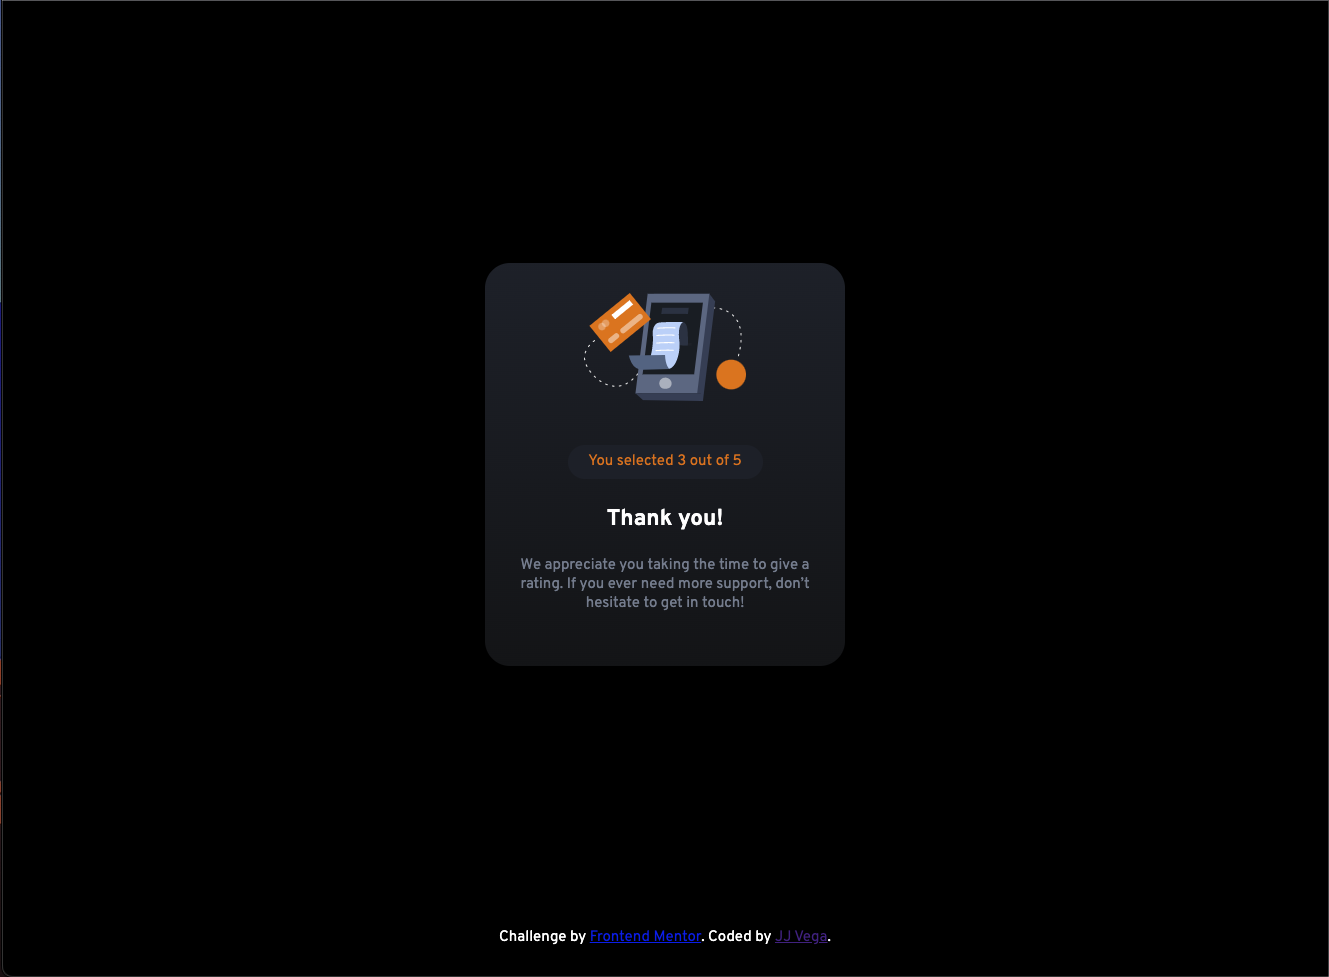 You selected 3 out of 5
Thank you!
We appreciate you taking the time to give a
rating. If you ever need more support, don’t
hesitate to get in touch!
Challenge by Frontend Mentor. Coded by JJ Vega.